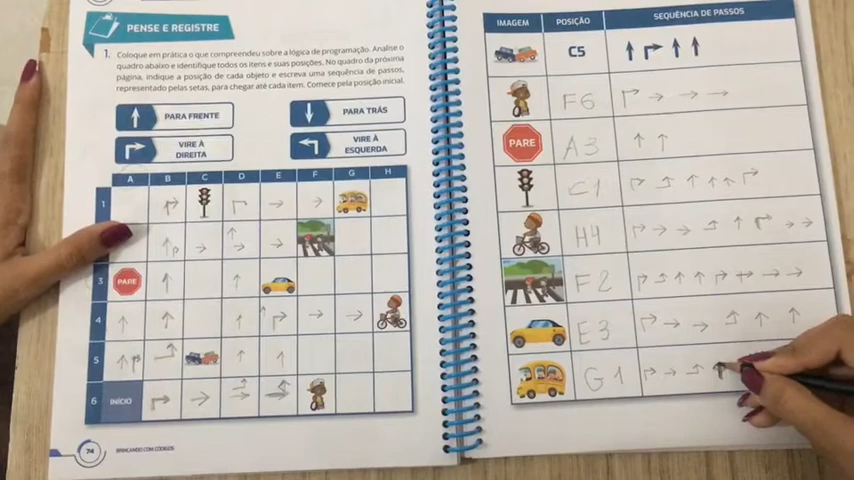 PENSE E REGISTRE
1. Coloque em prática o que compreendeu sobre a lógica de programação. Analise o
quadro abaixo e identifique todos os itens e suas posições. No quadro da próxima
página, indique a posição de cada objeto e escreva uma sequência de passos,
representado pelas setas, para chegar até cada item. Comece pela posição inicial.
PARA FRENTE
PARA TRÁS
VIRE À
DIREITA
VIRE À
ESQUERDA
A B C D E F G H
1
3
PARE
4
5
6 INÍCIO
74 BRINCANDO COM CÓDIGOS
IMAGEM POSIÇÃO SEQUÊNCIA DE PASSOS
C5
F6
PARE A3
C1
H4
F2
E3
G1